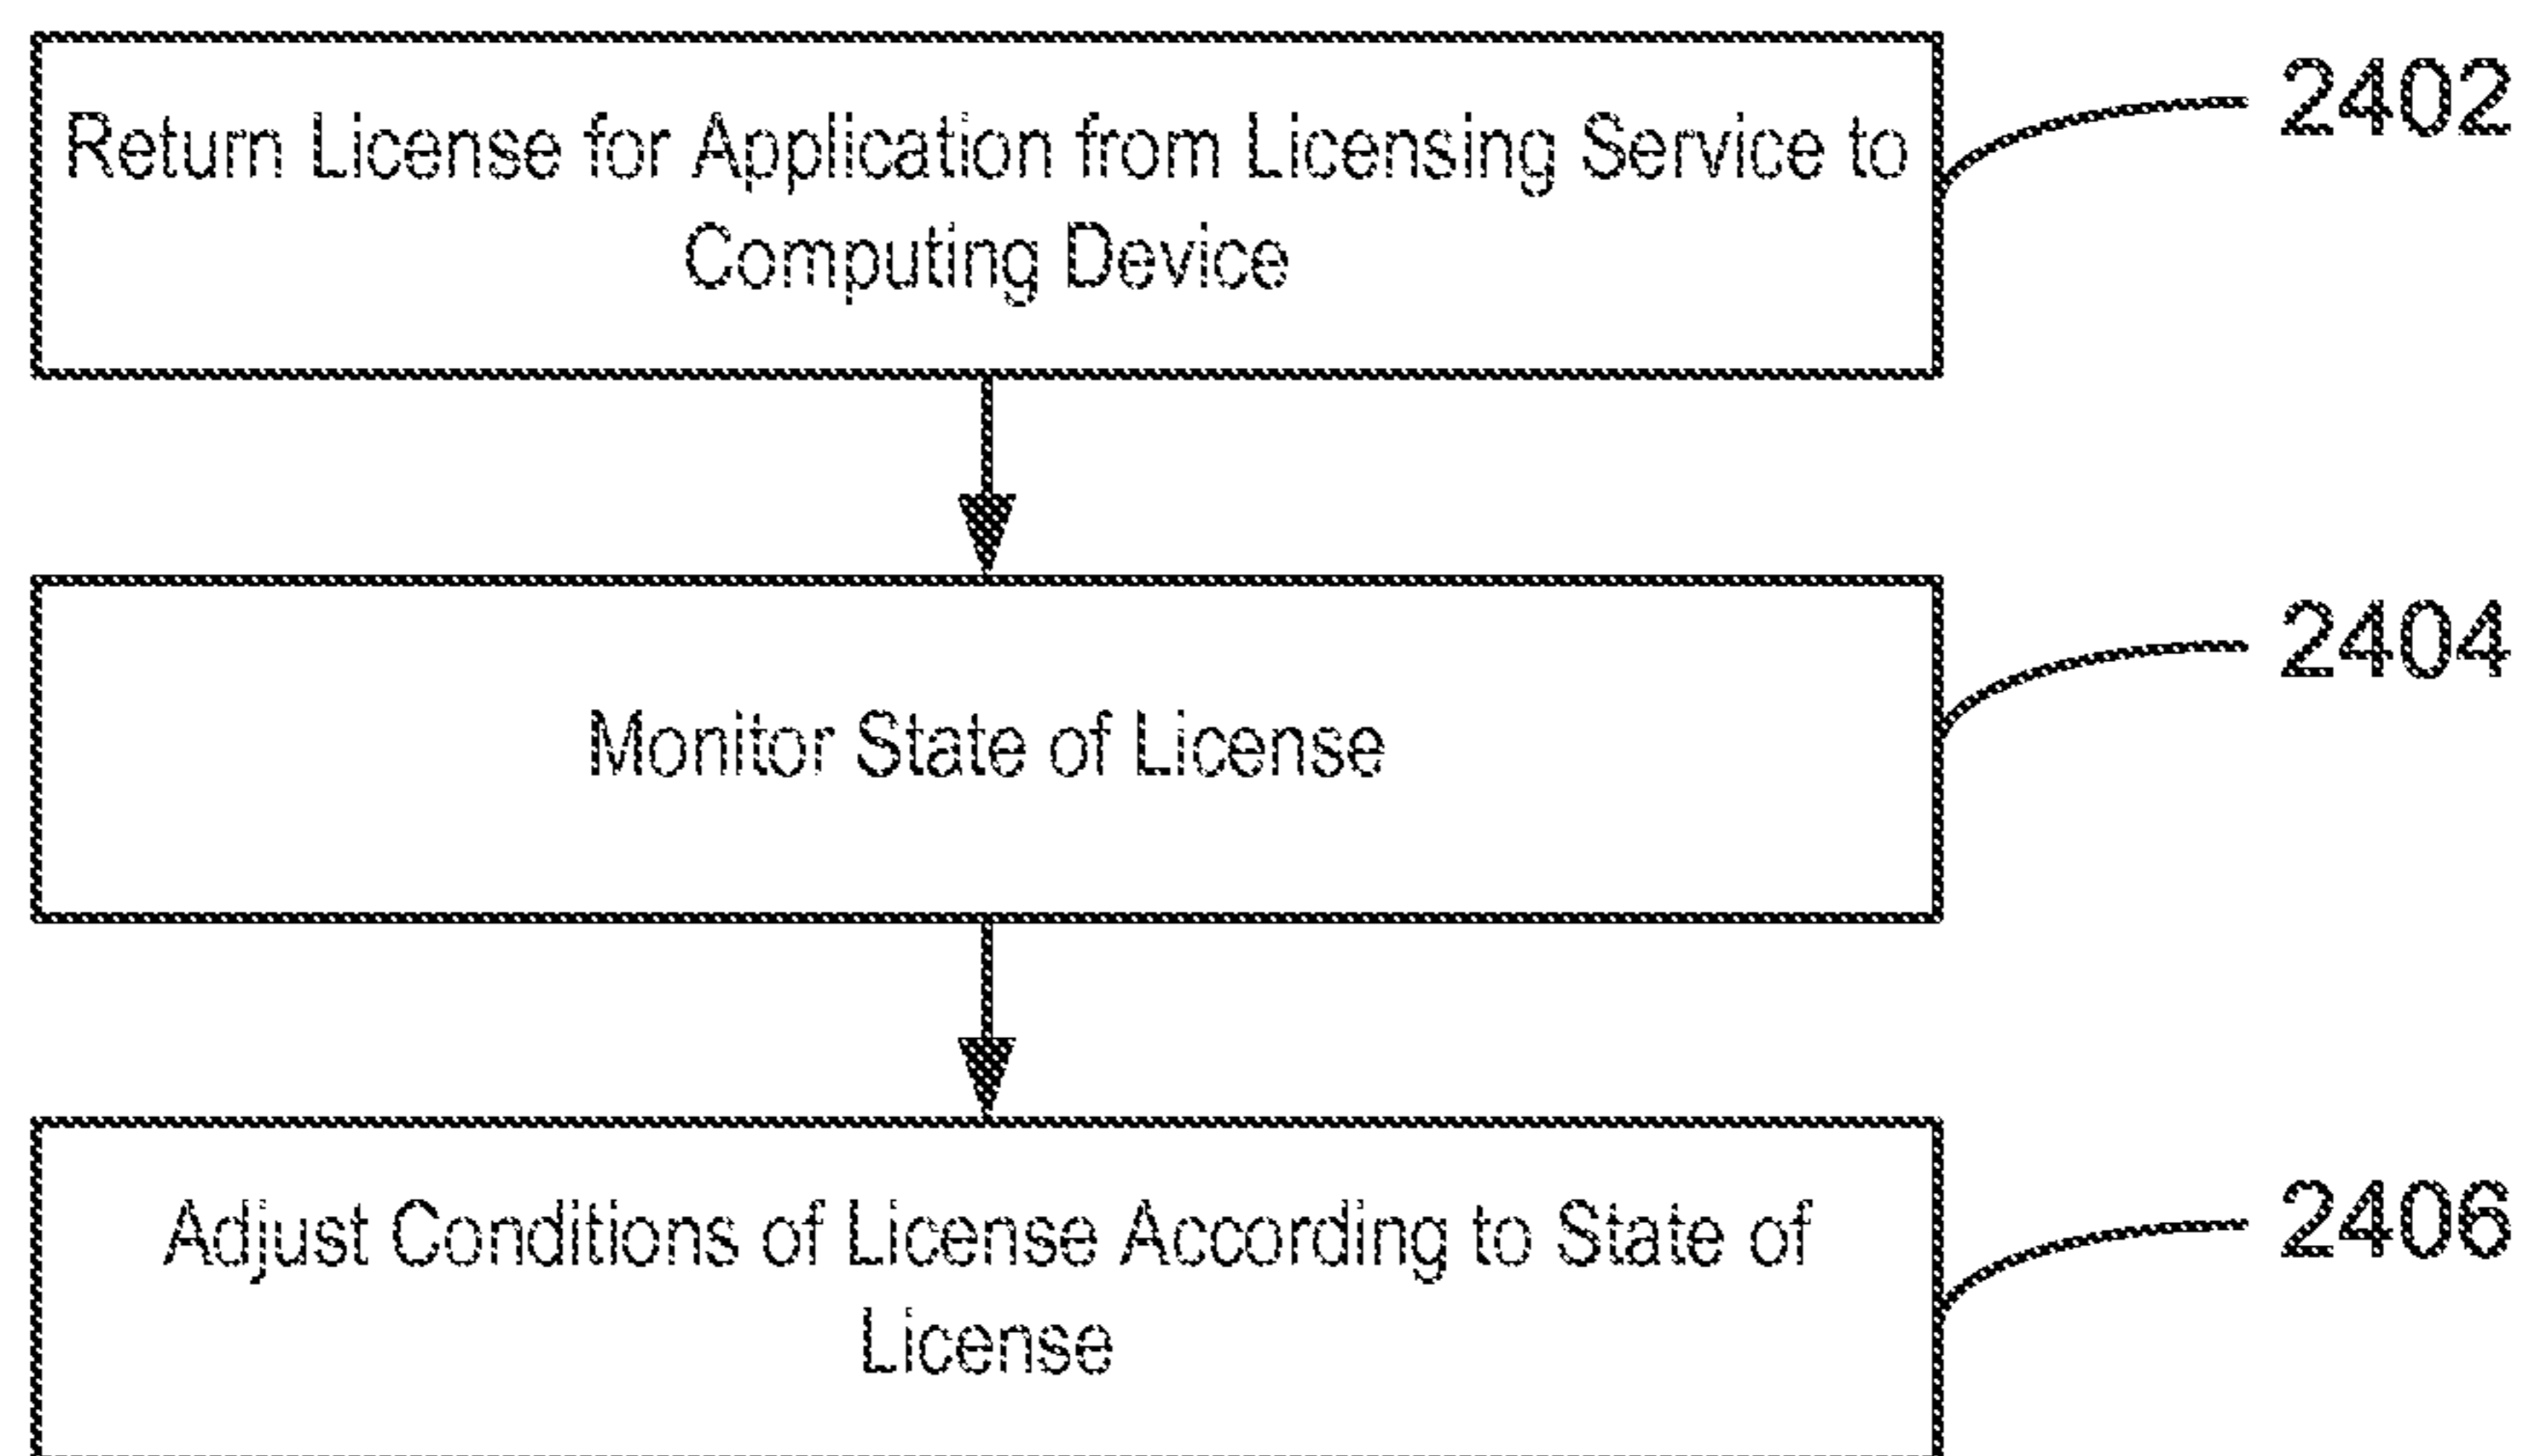 Return License for Application from Licensing Service to
Computing Device
2402
Monitor State of License
2404
Adjust Conditions of License According to State of
License
2406